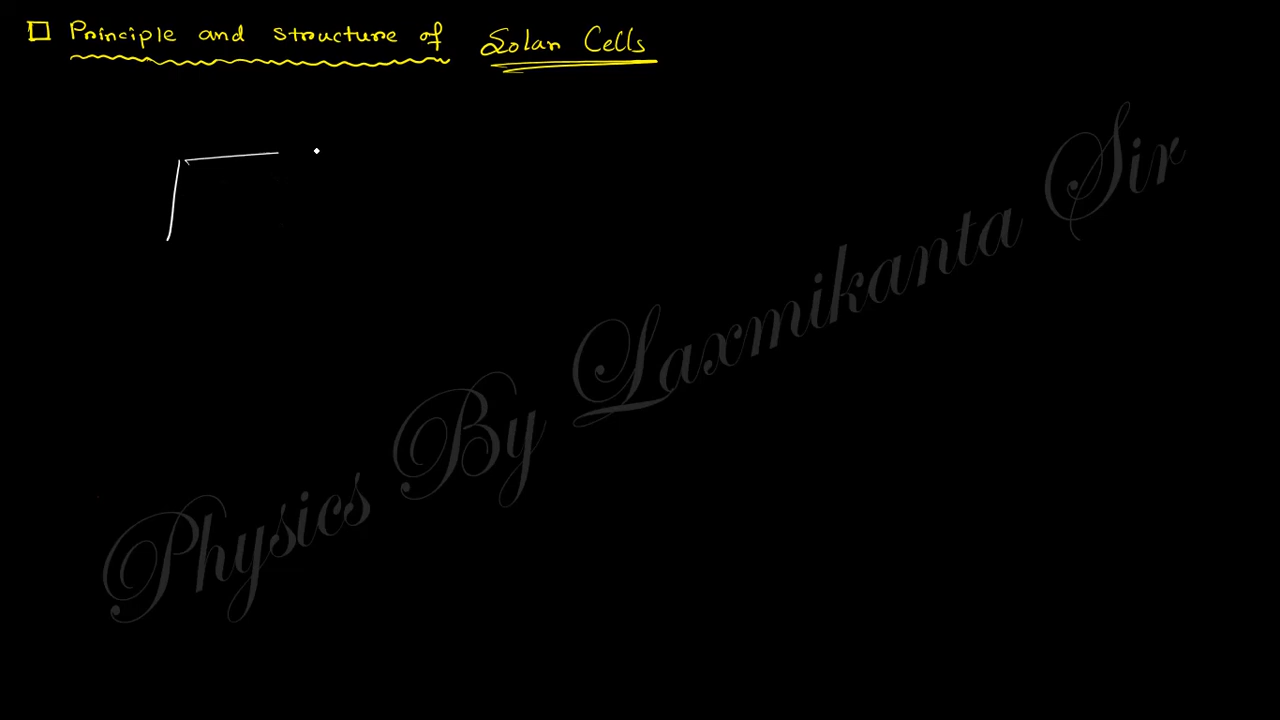 Principle and structure of Solar Cells
Physics By Laxmikanta Sir